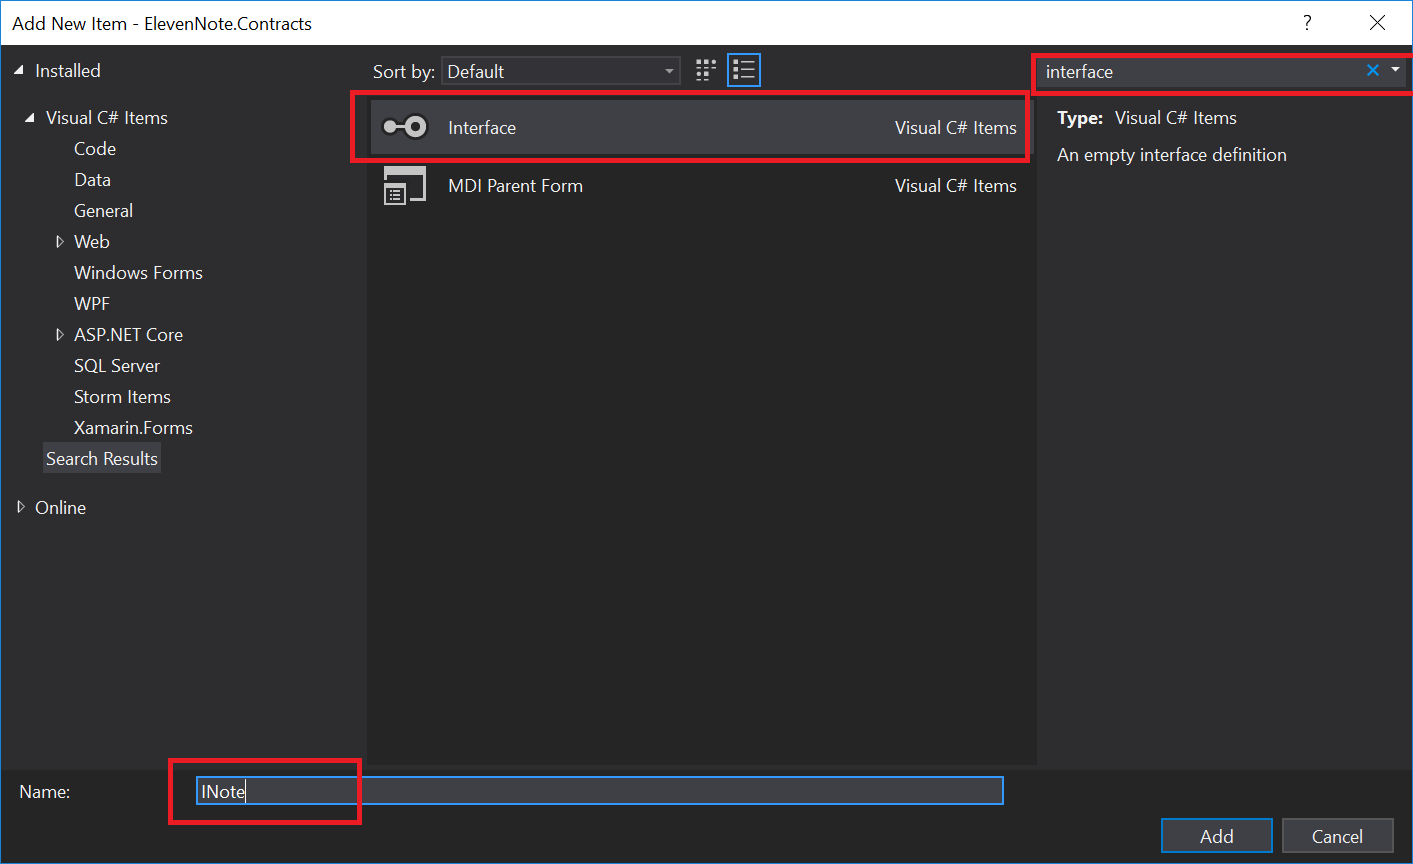 Add New Item - ElevenNote.Contracts
?
Installed
Visual C# Items
Code
Data
General
Web
Windows Forms
WPF
ASP.NET Core
SQL Server
Storm Items
Xamarin.Forms
Search Results
Online
Sort by: Default
Interface Visual C# Items
MDI Parent Form Visual C# Items
interface
Type: Visual C# Items
An empty interface definition
Name: INote
Add Cancel